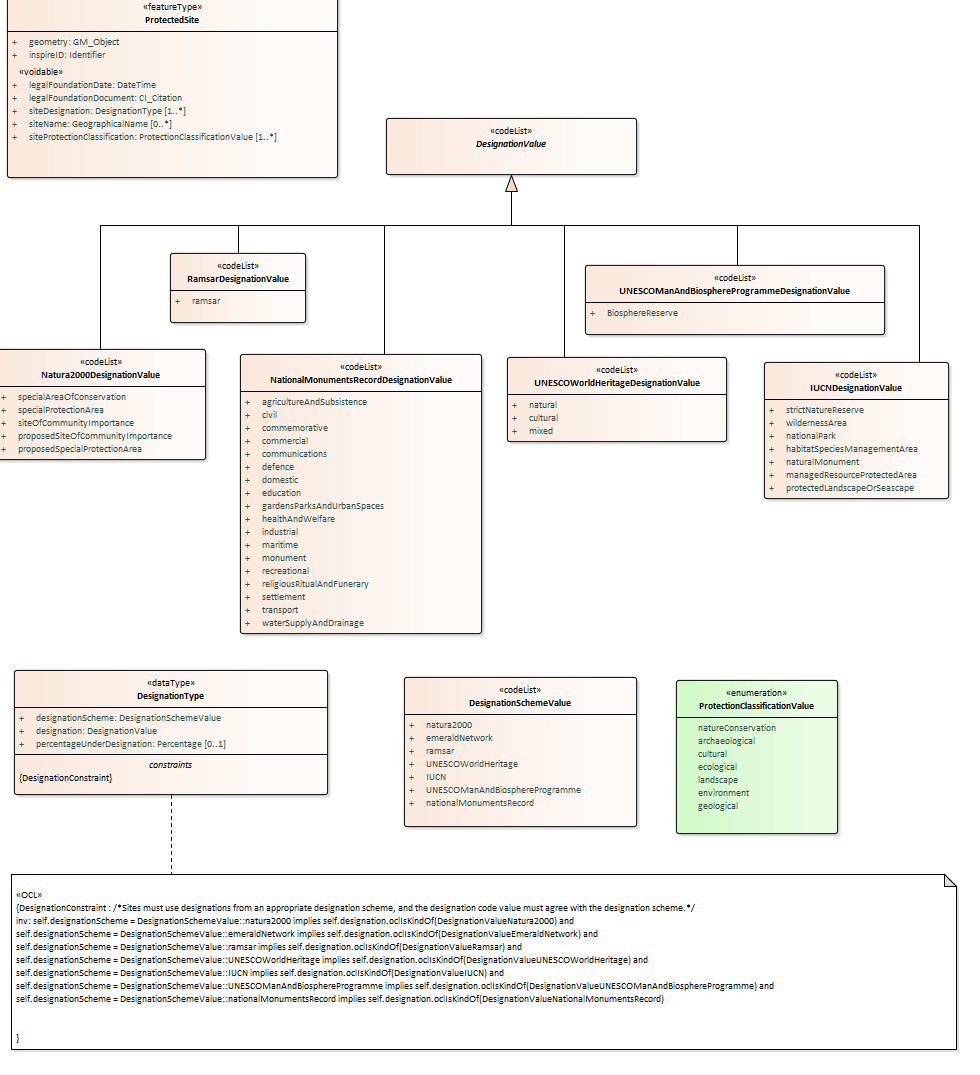 «featureType»
ProtectedSite
+ geometry: GM_Object
+ inspireID: Identifier
«voidable»
+ legalFoundationDate: DateTime
+ legalFoundationDocument: CI_Citation
+ siteDesignation: DesignationType [1..*]
+ siteName: GeographicalName [0..*]
+ siteProtectionClassification: ProtectionClassificationValue [1..*]
«codeList»
DesignationValue
«codeList»
RamsarDesignationValue
+ ramsar
«codeList»
UNESCOManAndBiosphereProgrammeDesignationValue
+ BiosphereReserve
«codeList»
Natura2000DesignationValue
+ specialAreaOfConservation
+ specialProtectionArea
+ siteOfCommunityImportance
+ proposedSiteOfCommunityImportance
+ proposedSpecialProtectionArea
«codeList»
NationalMonumentsRecordDesignationValue
+ agricultureAndSubsistence
+ civil
+ commemorative
+ commercial
+ communications
+ defence
+ domestic
+ education
+ gardensParksAndUrbanSpaces
+ healthAndWelfare
+ industrial
+ maritime
+ monument
+ recreational
+ religiousRitualAndFunerary
+ settlement
+ transport
+ waterSupplyAndDrainage
«codeList»
UNESCOWorldHeritageDesignationValue
+ natural
+ cultural
+ mixed
«codeList»
IUCNDesignationValue
+ strictNatureReserve
+ wildernessArea
+ nationalPark
+ habitatSpeciesManagementArea
+ naturalMonument
+ managedResourceProtectedArea
+ protectedLandscapeOrSeascape
«dataType»
DesignationType
+ designationScheme: DesignationSchemeValue
+ designation: DesignationValue
+ percentageUnderDesignation: Percentage [0..1]
constraints
{DesignationConstraint}
«codeList»
DesignationSchemeValue
+ natura2000
+ emeraldNetwork
+ ramsar
+ UNESCOWorldHeritage
+ IUCN
+ UNESCOManAndBiosphereProgramme
+ nationalMonumentsRecord
«enumeration»
ProtectionClassificationValue
natureConservation
archaeological
cultural
ecological
landscape
environment
geological
«OCL»
{DesignationConstraint : /*Sites must use designations from an appropriate designation scheme, and the designation code value must agree with the designation scheme.*/
inv: self.designationScheme = DesignationSchemeValue::natura2000 implies self.designation.oclIsKindOf(DesignationValueNatura2000) and
self.designationScheme = DesignationSchemeValue::emeraldNetwork implies self.designation.oclIsKindOf(DesignationValueEmeraldNetwork) and
self.designationScheme = DesignationSchemeValue::ramsar implies self.designation.oclIsKindOf(DesignationValueRamsar) and
self.designationScheme = DesignationSchemeValue::UNESCOWorldHeritage implies self.designation.oclIsKindOf(DesignationValueUNESCOWorldHeritage) and
self.designationScheme = DesignationSchemeValue::IUCN implies self.designation.oclIsKindOf(DesignationValueIUCN) and
self.designationScheme = DesignationSchemeValue::UNESCOManAndBiosphereProgramme implies self.designation.oclIsKindOf(DesignationValueUNESCOManAndBiosphereProgramme) and
self.designationScheme = DesignationSchemeValue::nationalMonumentsRecord implies self.designation.oclIsKindOf(DesignationValueNationalMonumentsRecord)
}